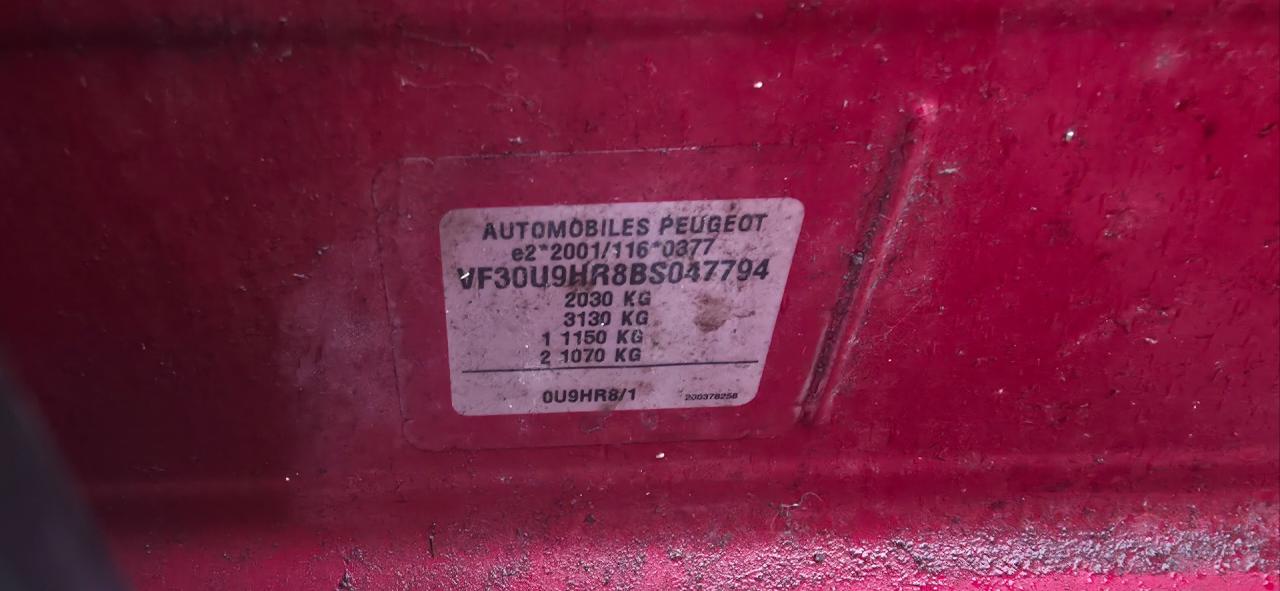 AUTOMOBILES PEUGEOT
e2*2001/116*0377
VF30U9HR8BS047794
2030 KG
3130 KG
1 1150 KG
2 1070 KG
0U9HR8/1
200378258